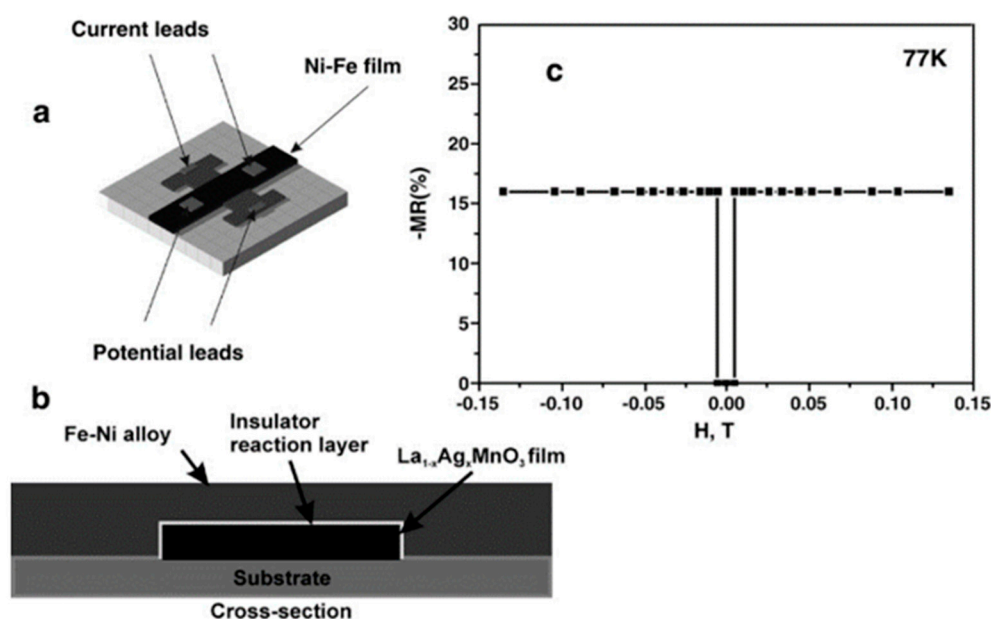 Current leads
Ni-Fe film
a
Potential leads
b
Fe-Ni alloy
Insulator
reaction layer
La1-xAgxMnO3 film
Substrate
Cross-section
c
77K
-MR(%)
30
25
20
15
10
5
0
-0.15 -0.10 -0.05 0.00 0.05 0.10 0.15
H, T